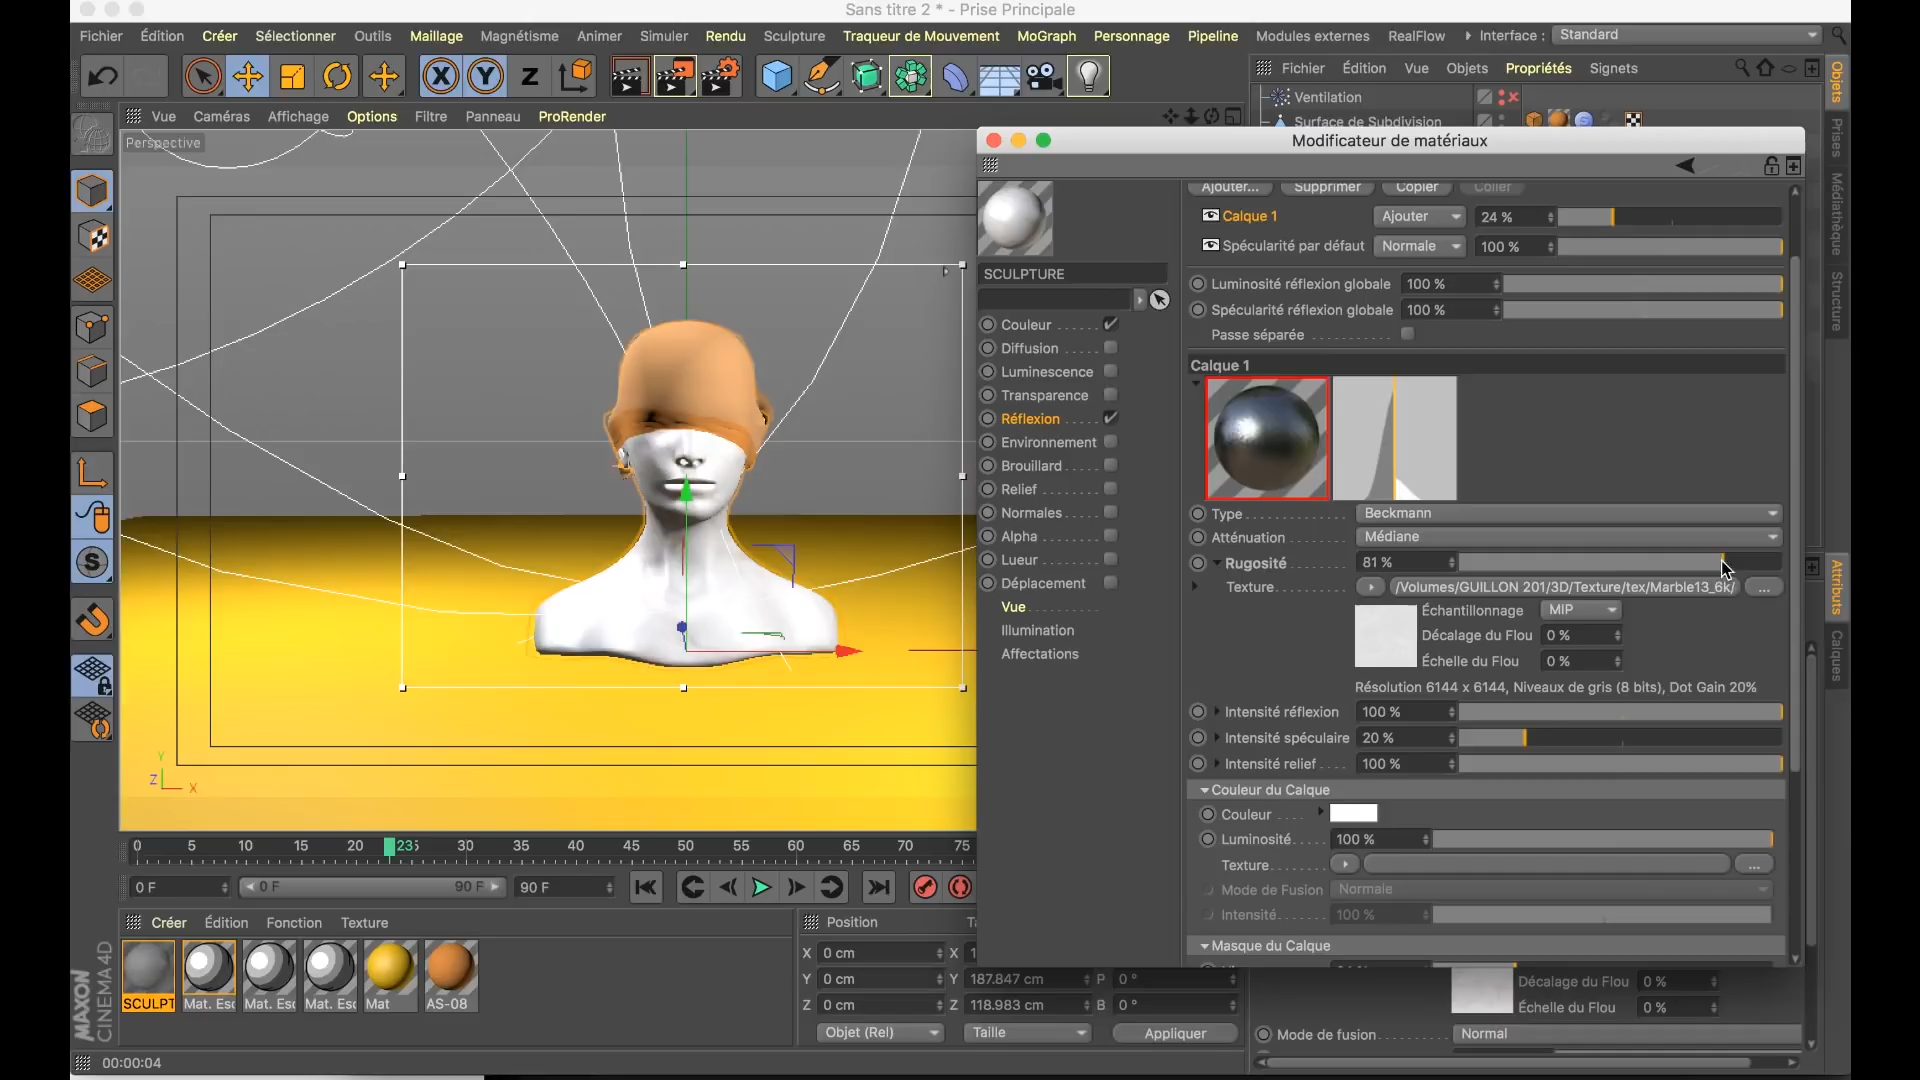 Sans titre 2 * - Prise Principale
Fichier Édition Créer Sélectionner Outils Maillage Magnétisme Animer Simuler Rendu Sculpture Traqueur de Mouvement MoGraph Personnage Pipeline Modules externes RealFlow Interface : Standard
X Y Z
Fichier Édition Vue Objets Propriétés Signets
Vue Caméras Affichage Options Filtre Panneau ProRender
Ventilation
Surface de Subdivision
Perspective
Modificateur de matériaux
Ajouter... Supprimer Copier Coller
Calque 1 Ajouter 24 %
Spécularité par défaut Normale 100 %
SCULPTURE
Luminosité réflexion globale 100 %
Spécularité réflexion globale 100 %
Passe séparée
Couleur
Diffusion
Luminescence
Transparence
Réflexion
Environnement
Brouillard
Relief
Normales
Alpha
Lueur
Déplacement
Vue
Illumination
Affectations
Calque 1
Type Beckmann
Atténuation Médiane
Rugosité 81 %
Texture /Volumes/GUILLON 201/3D/Texture/tex/Marble13_6k/ ...
Échantillonnage MIP
Décalage du Flou 0 %
Échelle du Flou 0 %
Résolution 6144 x 6144, Niveaux de gris (8 bits), Dot Gain 20%
Intensité réflexion 100 %
Intensité spéculaire 20 %
Intensité relief 100 %
Couleur du Calque
Couleur
Luminosité 100 %
Texture ...
Mode de Fusion Normale
Intensité 100 %
Masque du Calque
Objets
Prises
Médiathèque
Structure
Attributs
Calques
Y
Z X
0 5 10 15 20 23 30 35 40 45 50 55 60 65 70 75
0 F 0 F 90 F 90 F
Créer Édition Fonction Texture
Position
X 0 cm X
Y 0 cm Y 187.847 cm P 0 °
Z 0 cm Z 118.983 cm B 0 °
Objet (Rel) Taille Appliquer
SCULPT Mat. Esc Mat. Esc Mat. Esc Mat AS-08
MAXON
CINEMA 4D
Décalage du Flou 0 %
Échelle du Flou 0 %
Mode de fusion Normal
00:00:04